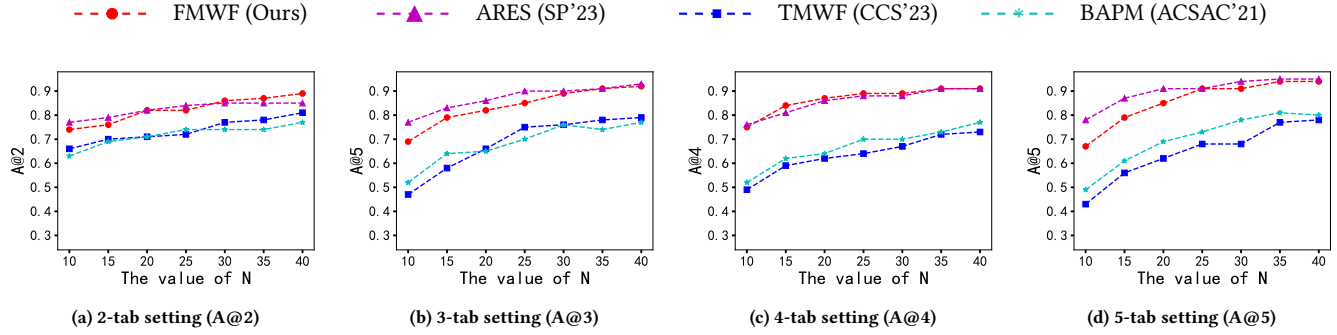 FMWF (Ours) ARES (SP'23) TMWF (CCS'23) BAPM (ACSAC'21)
A@2
0.9
0.8
0.7
0.6
0.5
0.4
0.3
10 15 20 25 30 35 40
The value of N
(a) 2-tab setting (A@2)
A@5
0.9
0.8
0.7
0.6
0.5
0.4
0.3
10 15 20 25 30 35 40
The value of N
(b) 3-tab setting (A@3)
A@4
0.9
0.8
0.7
0.6
0.5
0.4
0.3
10 15 20 25 30 35 40
The value of N
(c) 4-tab setting (A@4)
A@5
0.9
0.8
0.7
0.6
0.5
0.4
0.3
10 15 20 25 30 35 40
The value of N
(d) 5-tab setting (A@5)